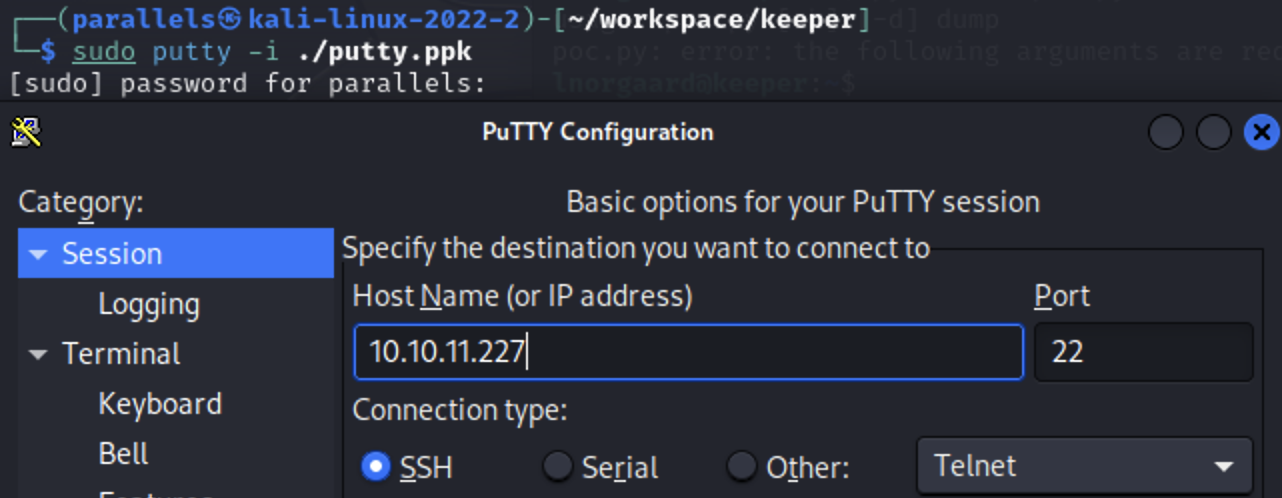 ┌──(parallels㉿kali-linux-2022-2)-[~/workspace/keeper]
-d] dump
└─$ sudo putty -i ./putty.ppk
poc.py: error: the following arguments are req
[sudo] password for parallels:
lnorgaard@keeper:~$
PuTTY Configuration
Category:
Basic options for your PuTTY session
Session
Specify the destination you want to connect to
Logging
Host Name (or IP address)
Port
Terminal
10.10.11.227
22
Keyboard
Connection type:
Bell
SSH
Serial
Other:
Telnet
Features